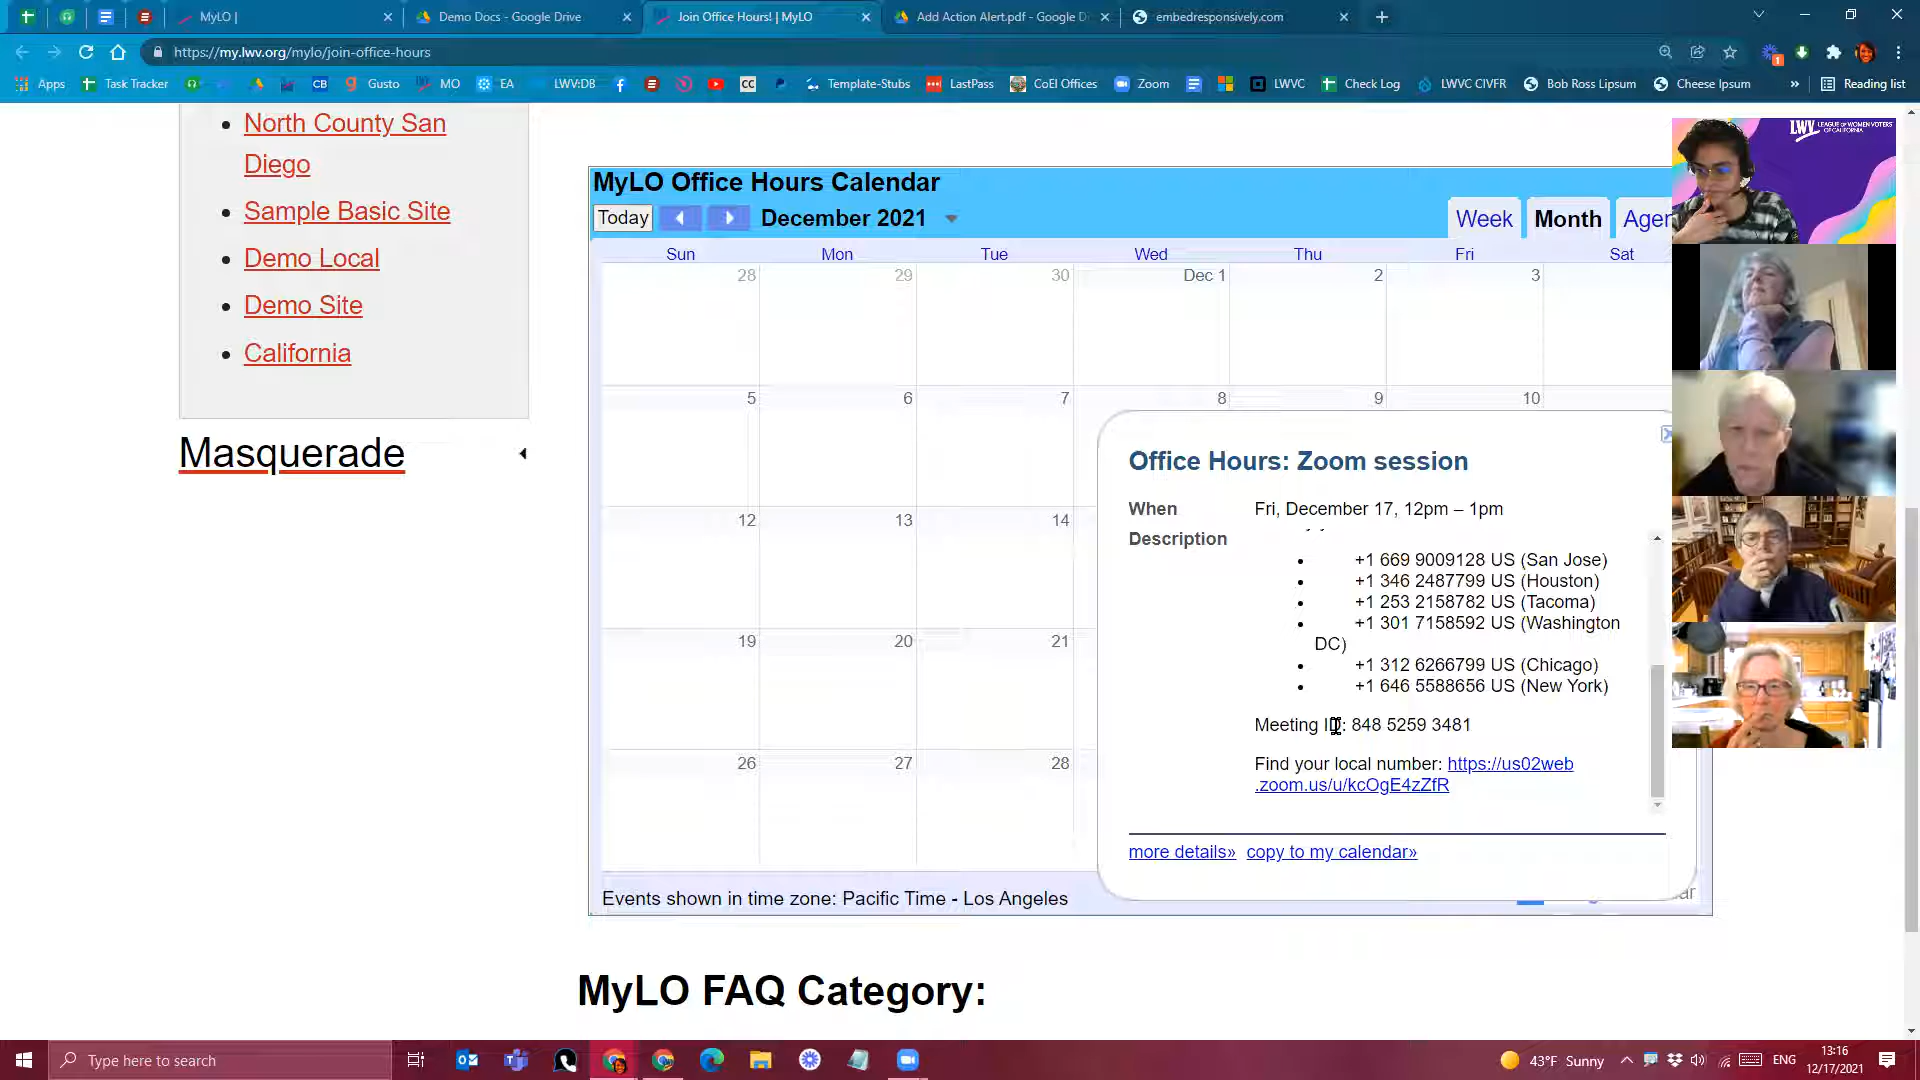 MyLO |
Demo Docs - Google Drive
Join Office Hours! | MyLO
Add Action Alert.pdf - Google D
embedresponsively.com
https://my.lwv.org/mylo/join-office-hours
Apps
Task Tracker
CB
Gusto
MO
EA
LWV:DB
CC
Template-Stubs
LastPass
CoEI Offices
Zoom
LWVC
Check Log
LWVC CIVFR
Bob Ross Lipsum
Cheese Ipsum
»
Reading list
North County San
Diego
Sample Basic Site
Demo Local
Demo Site
California
Masquerade
MyLO Office Hours Calendar
Today
December 2021
Week
Month
Agen
Sun Mon Tue Wed Thu Fri Sat
28 29 30 Dec 1 2 3
5 6 7 8 9 10
12 13 14
19 20 21
26 27 28
Office Hours: Zoom session
When
Fri, December 17, 12pm – 1pm
Description
+1 669 9009128 US (San Jose)
+1 346 2487799 US (Houston)
+1 253 2158782 US (Tacoma)
+1 301 7158592 US (Washington
DC)
+1 312 6266799 US (Chicago)
+1 646 5588656 US (New York)
Meeting ID: 848 5259 3481
Find your local number: https://us02web
.zoom.us/u/kcOgE4zZfR
more details» copy to my calendar»
Events shown in time zone: Pacific Time - Los Angeles
ar
MyLO FAQ Category:
LWV LEAGUE OF WOMEN VOTERS
OF CALIFORNIA
Type here to search
43°F Sunny
ENG
13:16
12/17/2021